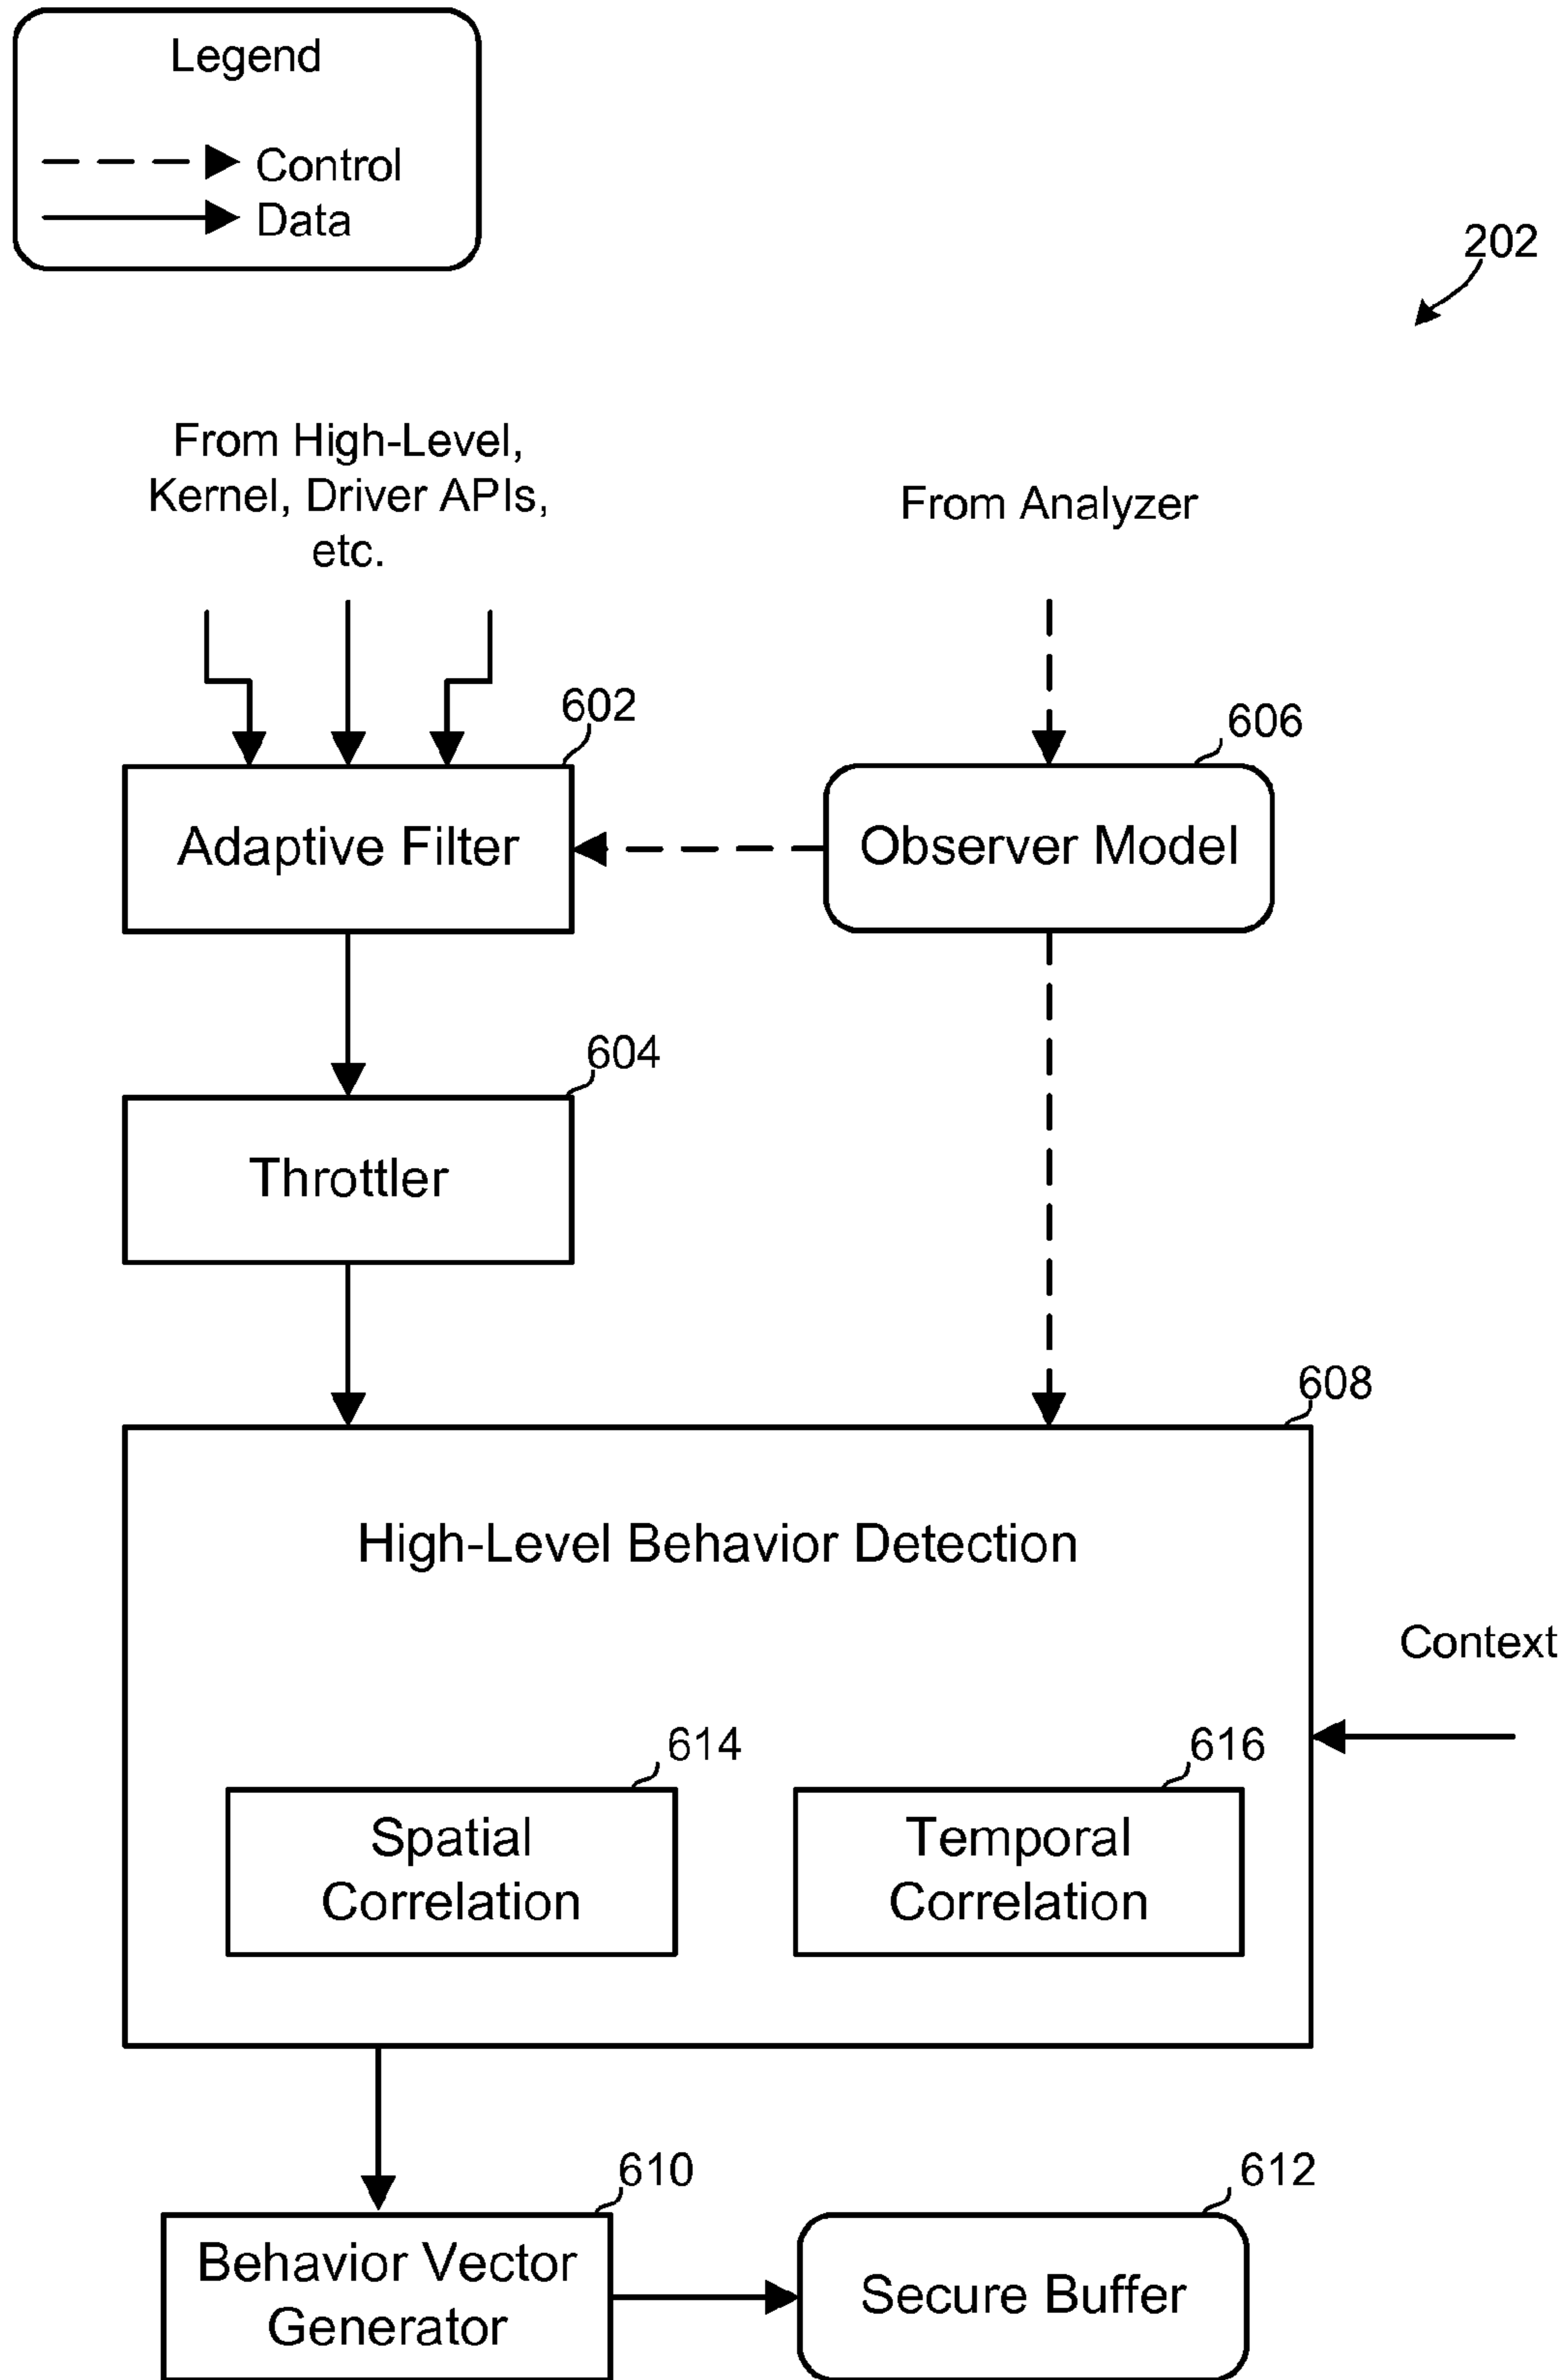 Legend
Control
Data
202
From High-Level,
Kernel, Driver APIs,
etc.
From Analyzer
602
606
Adaptive Filter
Observer Model
604
Throttler
608
High-Level Behavior Detection
Context
614
616
Spatial
Correlation
Temporal
Correlation
610
612
Behavior Vector
Generator
Secure Buffer